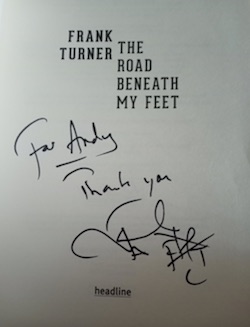 FRANK
TURNER
THE
ROAD
BENEATH
MY FEET
For Andy
Thank you
headline